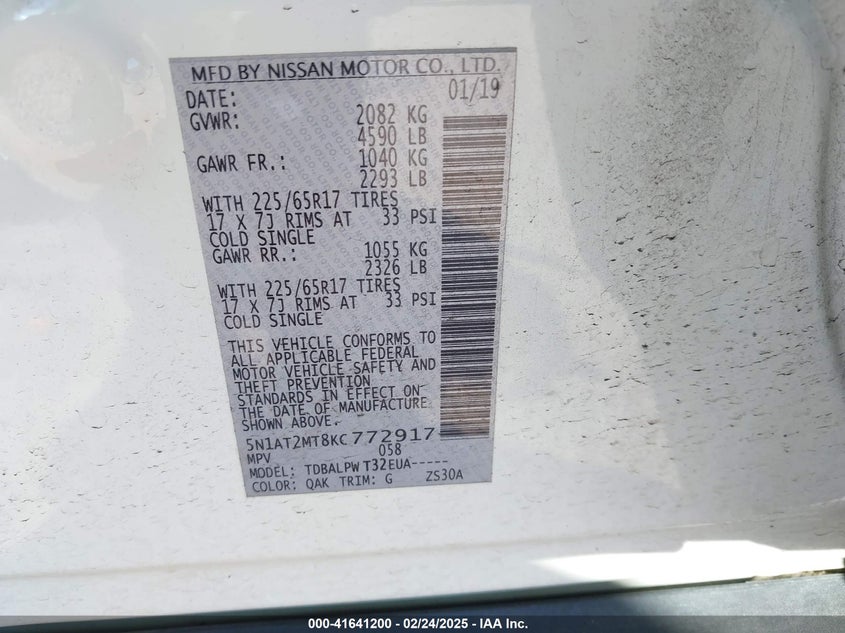 MFD BY NISSAN MOTOR CO., LTD.
DATE: 01/19
GVWR: 2082 KG
4590 LB
GAWR FR.: 1040 KG
2293 LB
WITH 225/65R17 TIRES
17 X 7J RIMS AT 33 PSI
COLD SINGLE
GAWR RR.: 1055 KG
2326 LB
WITH 225/65R17 TIRES
17 X 7J RIMS AT 33 PSI
COLD SINGLE
THIS VEHICLE CONFORMS TO
ALL APPLICABLE FEDERAL
MOTOR VEHICLE SAFETY AND
THEFT PREVENTION
STANDARDS IN EFFECT ON
THE DATE OF MANUFACTURE
SHOWN ABOVE.
5N1AT2MT8KC772917
MPV 058
MODEL: TDBALPW T32EUA-----
COLOR: QAK TRIM: G ZS30A
000-41641200 - 02/24/2025 - IAA Inc.